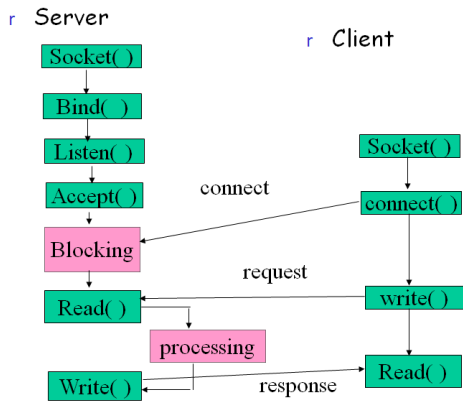 r Server
Socket( )
Bind( )
Listen( )
Accept( )
Blocking
Read( )
processing
Write( )
r Client
Socket( )
connect( )
write( )
Read( )
connect
request
response